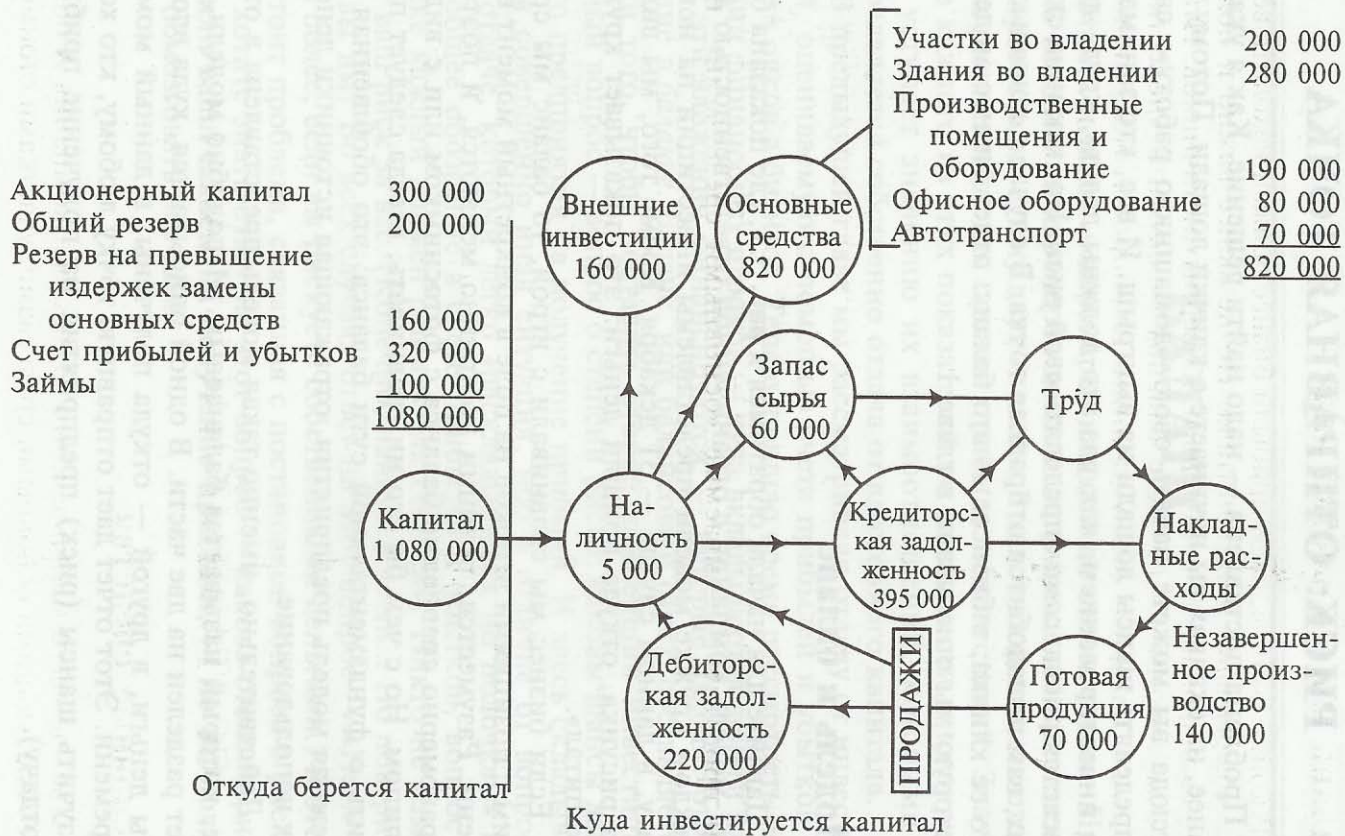 Участки во владении 200 000
Здания во владении 280 000
Производственные
помещения и
оборудование 190 000
Офисное оборудование 80 000
Автотранспорт 70 000
820 000
Акционерный капитал 300 000
Общий резерв 200 000
Резерв на превышение
издержек замены
основных средств 160 000
Счет прибылей и убытков 320 000
Займы 100 000
1080 000
Внешние
инвестиции
160 000
Основные
средства
820 000
Запас
сырья
60 000
Труд
Капитал
1 080 000
На-
личность
5 000
Кредиторс-
кая задол-
женность
395 000
Наклад-
ные рас-
ходы
Дебиторс-
кая задол-
женность
220 000
ПРОДАЖИ
Готовая
продукция
70 000
Незавершен-
ное произ-
водство
140 000
Откуда берется капитал
Куда инвестируется капитал